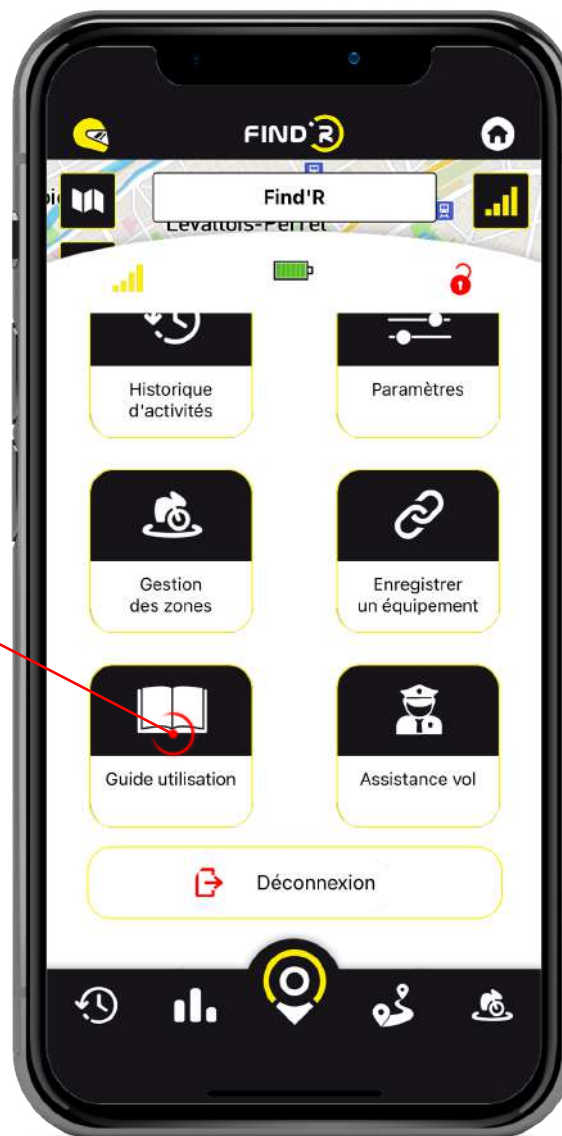 FIND'R
Find'R
Levallois-Perret
Historique
d'activités
Paramètres
Gestion
des zones
Enregistrer
un équipement
Guide utilisation
Assistance vol
Déconnexion